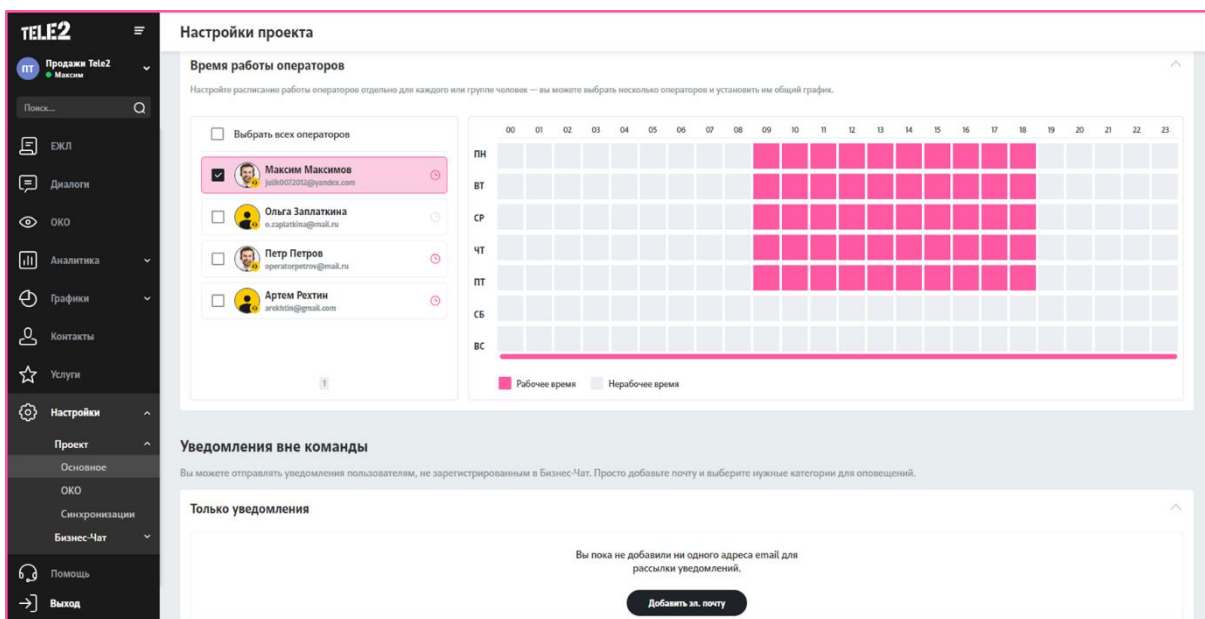 TELE2
Настройки проекта
ПТ
Продажи Tele2
Максим
Поиск...
ЕЖЛ
Диалоги
ОКО
Аналитика
Графики
Контакты
Услуги
Настройки
Проект
Основное
ОКО
Синхронизации
Бизнес-Чат
Помощь
Выход
Время работы операторов
Настройте расписание работы операторов отдельно для каждого или группе человек — вы можете выбрать несколько операторов и установить им общий график.
Выбрать всех операторов
Максим Максимов
julik0072012@yandex.com
Ольга Заплаткина
o.zaplatkina@mail.ru
Петр Петров
operatorpetrov@mail.ru
Артем Рехтин
arekhtin@gmail.com
1
00 01 02 03 04 05 06 07 08 09 10 11 12 13 14 15 16 17 18 19 20 21 22 23
ПН
ВТ
СР
ЧТ
ПТ
СБ
ВС
Рабочее время Нерабочее время
Уведомления вне команды
Вы можете отправлять уведомления пользователям, не зарегистрированным в Бизнес-Чат. Просто добавьте почту и выберите нужные категории для оповещений.
Только уведомления
Вы пока не добавили ни одного адреса email для
рассылки уведомлений.
Добавить эл. почту